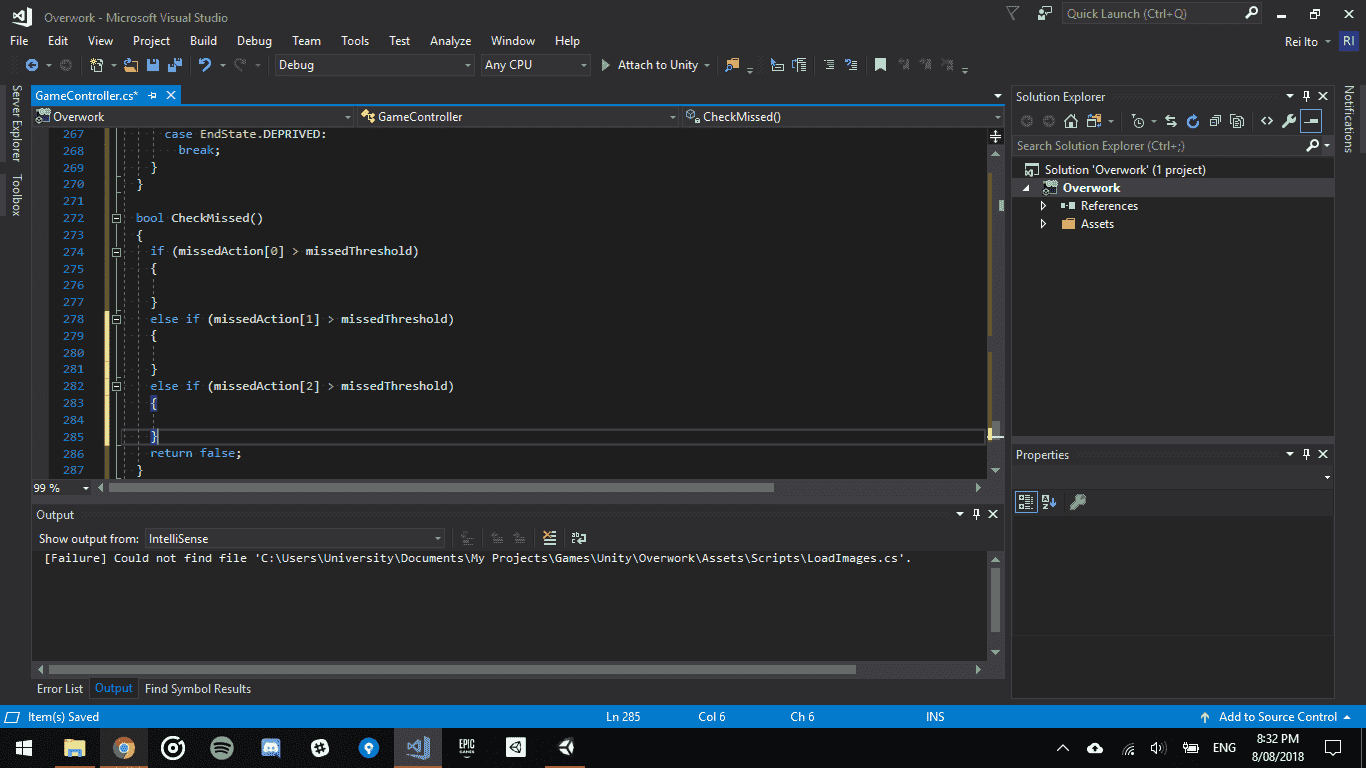 Overwork - Microsoft Visual Studio
Quick Launch (Ctrl+Q)
File Edit View Project Build Debug Team Tools Test Analyze Window Help
Rei Ito RI
Debug Any CPU Attach to Unity
Server Explorer
Toolbox
GameController.cs*
Overwork GameController CheckMissed()
267 case EndState.DEPRIVED:
268 break;
269 }
270 }
271
272 bool CheckMissed()
273 {
274 if (missedAction[0] > missedThreshold)
275 {
276
277 }
278 else if (missedAction[1] > missedThreshold)
279 {
280
281 }
282 else if (missedAction[2] > missedThreshold)
283 {
284
285 }
286 return false;
287 }
99 %
Output
Show output from: IntelliSense
[Failure] Could not find file 'C:\Users\University\Documents\My Projects\Games\Unity\Overwork\Assets\Scripts\LoadImages.cs'.
Error List Output Find Symbol Results
Solution Explorer
Search Solution Explorer (Ctrl+;)
Solution 'Overwork' (1 project)
Overwork
References
Assets
Properties
Notifications
Item(s) Saved
Ln 285 Col 6 Ch 6 INS
Add to Source Control
EPIC
GAMES
ENG
8:32 PM
8/08/2018